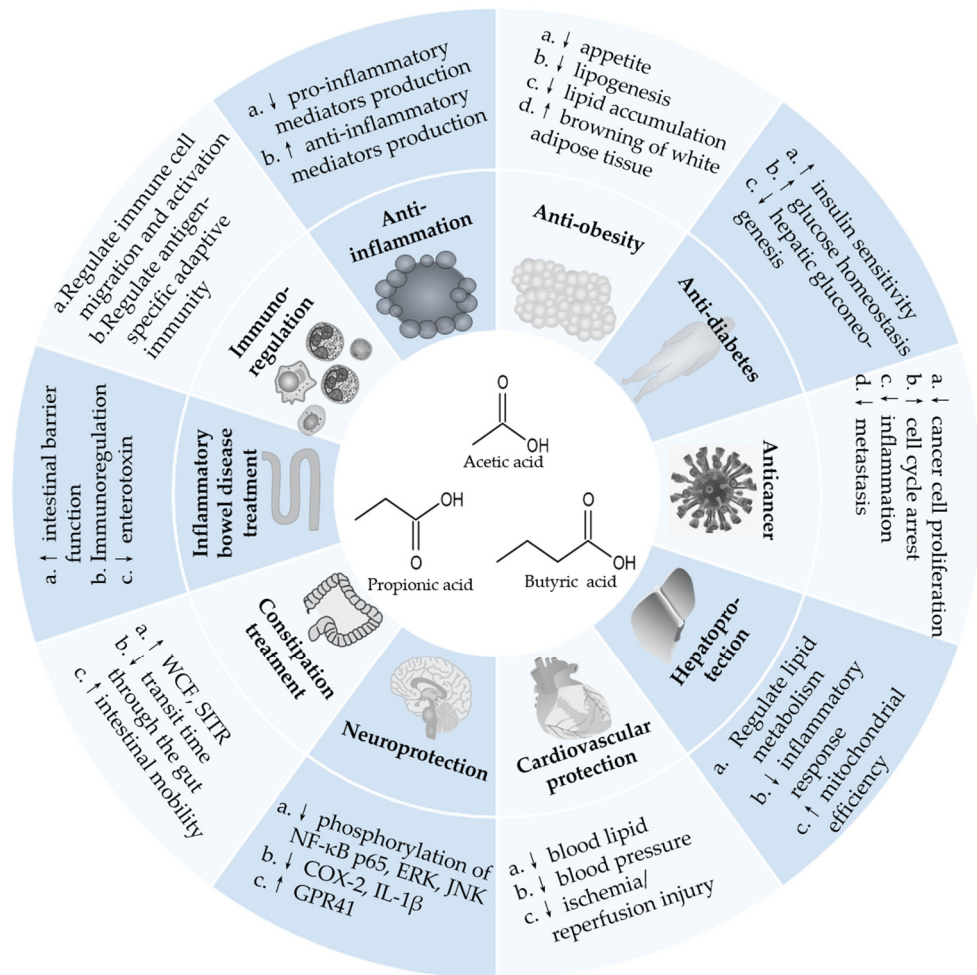 a. ↓ appetite
b. ↓ lipogenesis
c. ↓ lipid accumulation
d. ↑ browning of white
adipose tissue
Anti-obesity
a. ↑ insulin sensitivity
b. ↑ glucose homeostasis
c. ↓ hepatic gluconeo-
genesis
Anti-diabetes
a. ↓ cancer cell proliferation
b. ↑ cell cycle arrest
c. ↓ inflammation
d. ↓ metastasis
Anticancer
a. Regulate lipid
metabolism
b. ↓ inflammatory
response
c. ↑ mitochondrial
efficiency
Hepatopro-
tection
a. ↓ blood lipid
b. ↓ blood pressure
c. ↓ ischemia/
reperfusion injury
Cardiovascular
protection
a. ↓ phosphorylation of
NF-κB p65, ERK, JNK
b. ↓ COX-2, IL-1β
c. ↑ GPR41
Neuroprotection
a. ↑ WCF, SITR
b. ↓ transit time
through the gut
c. ↑ intestinal mobility
Constipation
treatment
a. ↑ intestinal barrier
function
b. Immunoregulation
c. ↓ enterotoxin
Inflammatory
bowel disease
treatment
a.Regulate immune cell
migration and activation
b.Regulate antigen-
specific adaptive
immunity
Immuno-
regulation
a. ↓ pro-inflammatory
mediators production
b. ↑ anti-inflammatory
mediators production
Anti-
inflammation
O
OH
Acetic acid
OH
O
Propionic acid
O
OH
Butyric acid